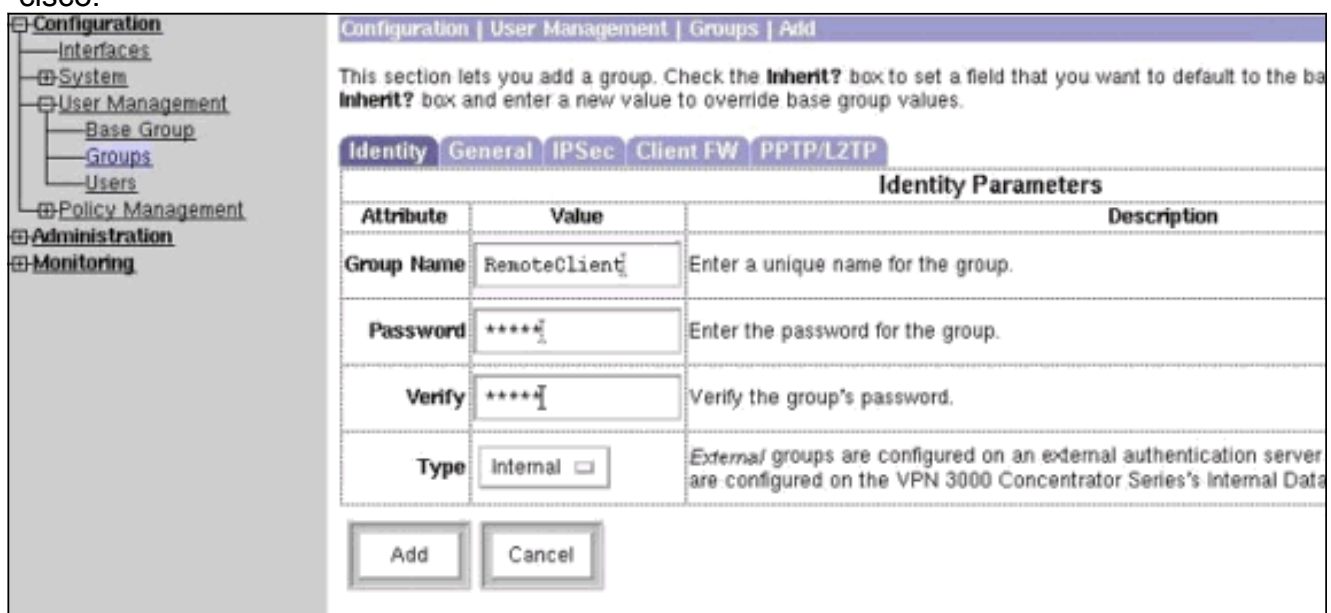 cisco.
Configuration
Interfaces
System
User Management
Base Group
Groups
Users
Policy Management
Administration
Monitoring
Configuration | User Management | Groups | Add
This section lets you add a group. Check the Inherit? box to set a field that you want to default to the ba
Inherit? box and enter a new value to override base group values.
Identity General IPSec Client FW PPTP/L2TP
Identity Parameters
Attribute Value Description
Group Name RemoteClient Enter a unique name for the group.
Password ***** Enter the password for the group.
Verify ***** Verify the group's password.
Type Internal External groups are configured on an external authentication server
are configured on the VPN 3000 Concentrator Series's Internal Data
Add Cancel